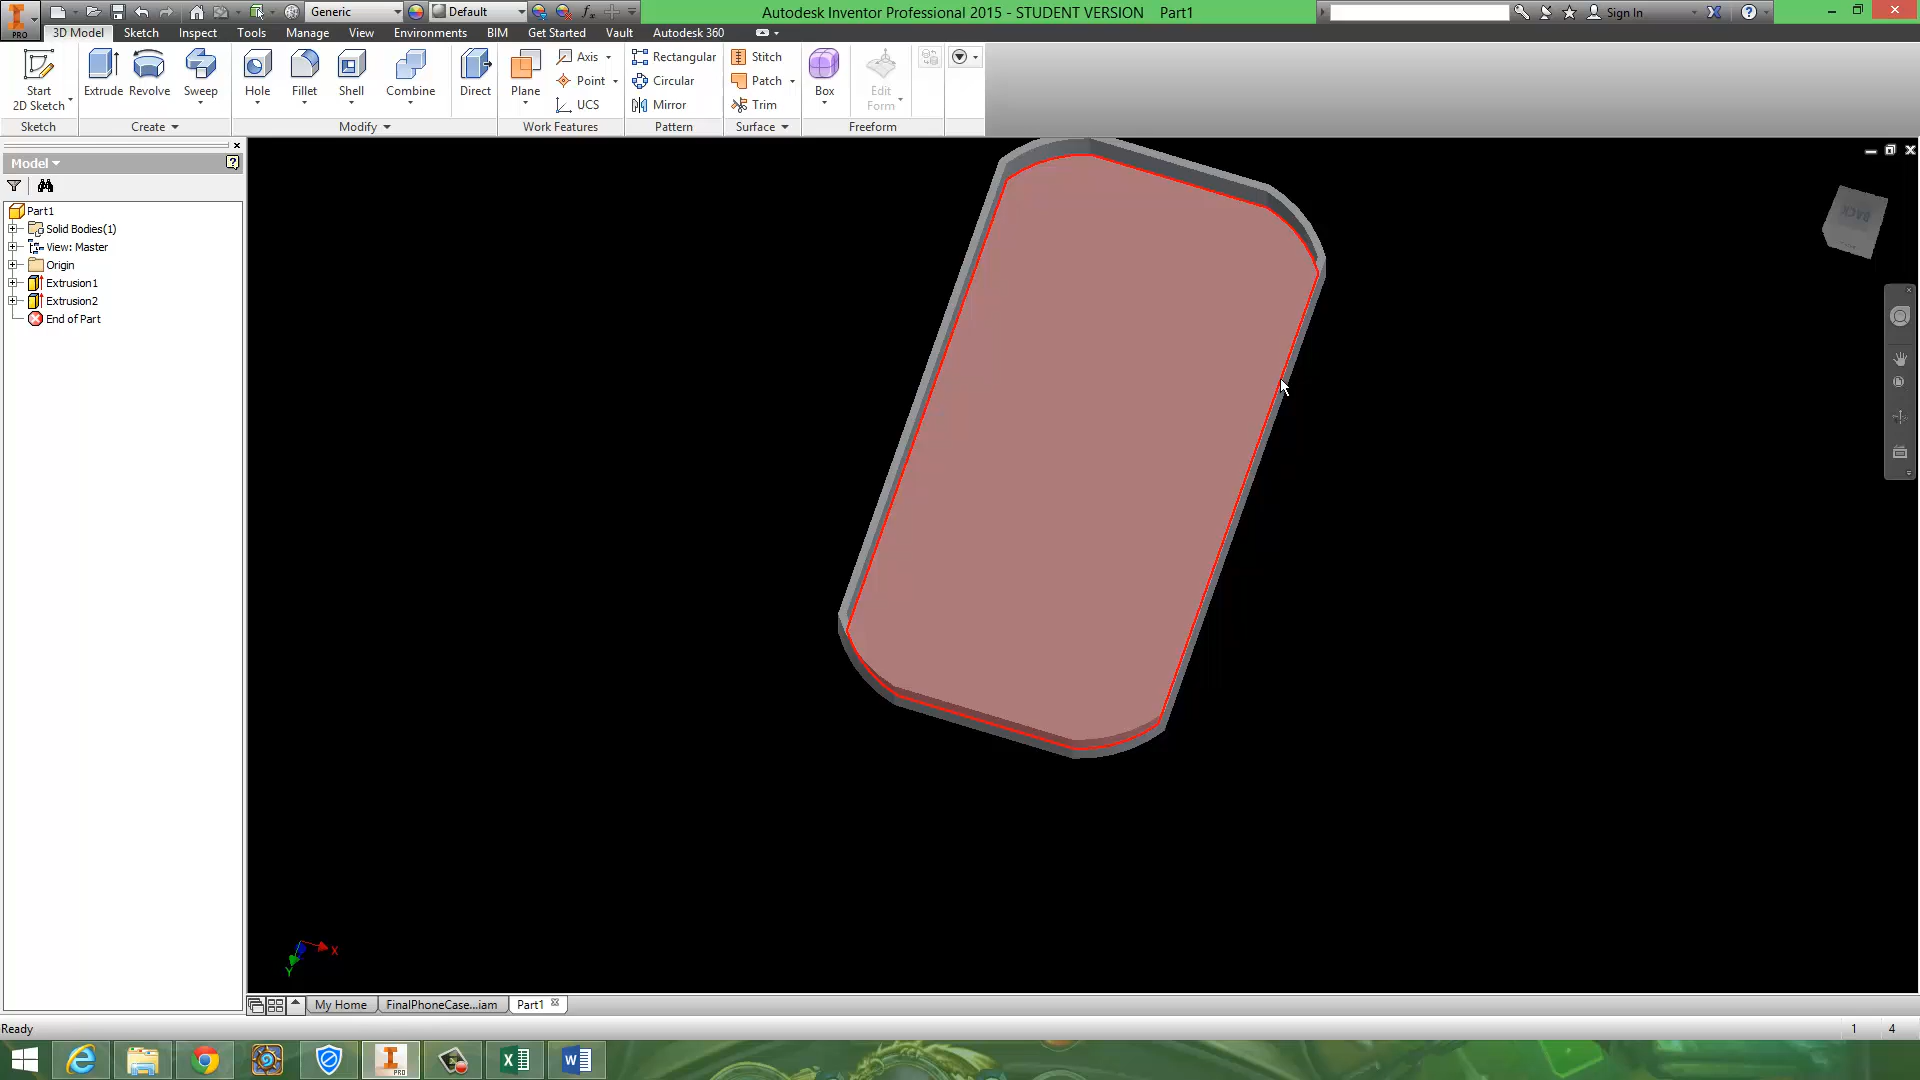 Generic
Default
Autodesk Inventor Professional 2015 - STUDENT VERSION Part1
Sign In
PRO
3D Model Sketch Inspect Tools Manage View Environments BIM Get Started Vault Autodesk 360
Start
2D Sketch
Extrude Revolve Sweep
Hole Fillet Shell Combine
Direct
Plane
Axis
Point
UCS
Rectangular
Circular
Mirror
Stitch
Patch
Trim
Box
Edit
Form
Sketch Create Modify Work Features Pattern Surface Freeform
Model
Part1
Solid Bodies(1)
View: Master
Origin
Extrusion1
Extrusion2
End of Part
BACK
X
Y
My Home FinalPhoneCase...iam Part1
Ready
1 4
PRO